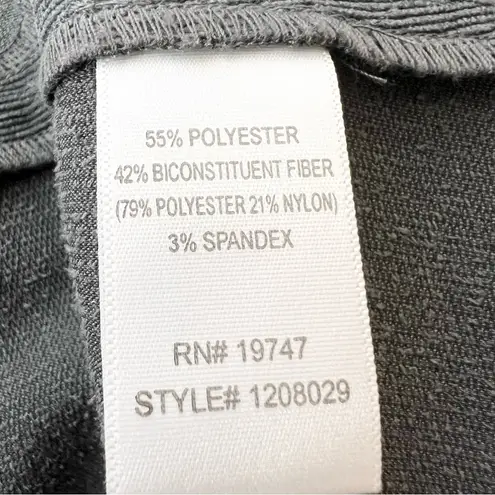 55% POLYESTER
42% BICONSTITUENT FIBER
(79% POLYESTER 21% NYLON)
3% SPANDEX
RN# 19747
STYLE# 1208029